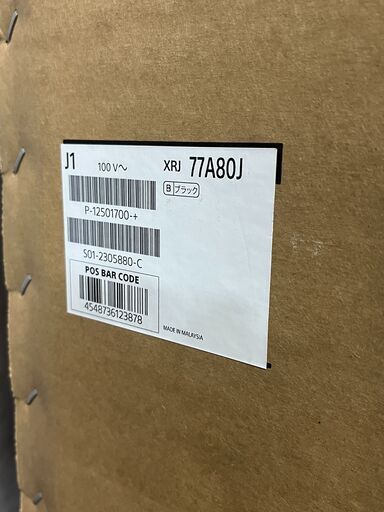 J1 100 V～ XRJ 77A80J
B ブラック
P-12501700-+
S01-2305880-C
POS BAR CODE
4548736123878
MADE IN MALAYSIA